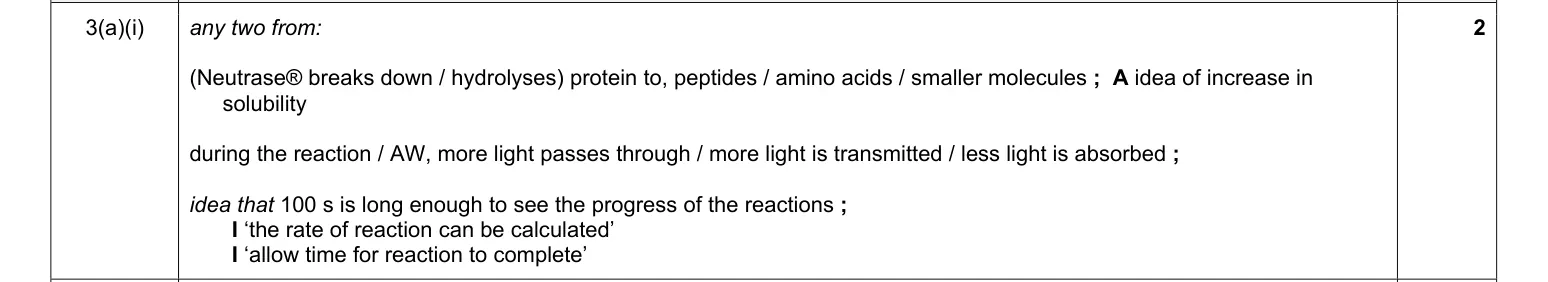 3(a)(i) any two from: 2
(Neutrase® breaks down / hydrolyses) protein to, peptides / amino acids / smaller molecules ; A idea of increase in
solubility
during the reaction / AW, more light passes through / more light is transmitted / less light is absorbed ;
idea that 100 s is long enough to see the progress of the reactions ;
I ‘the rate of reaction can be calculated’
I ‘allow time for reaction to complete’